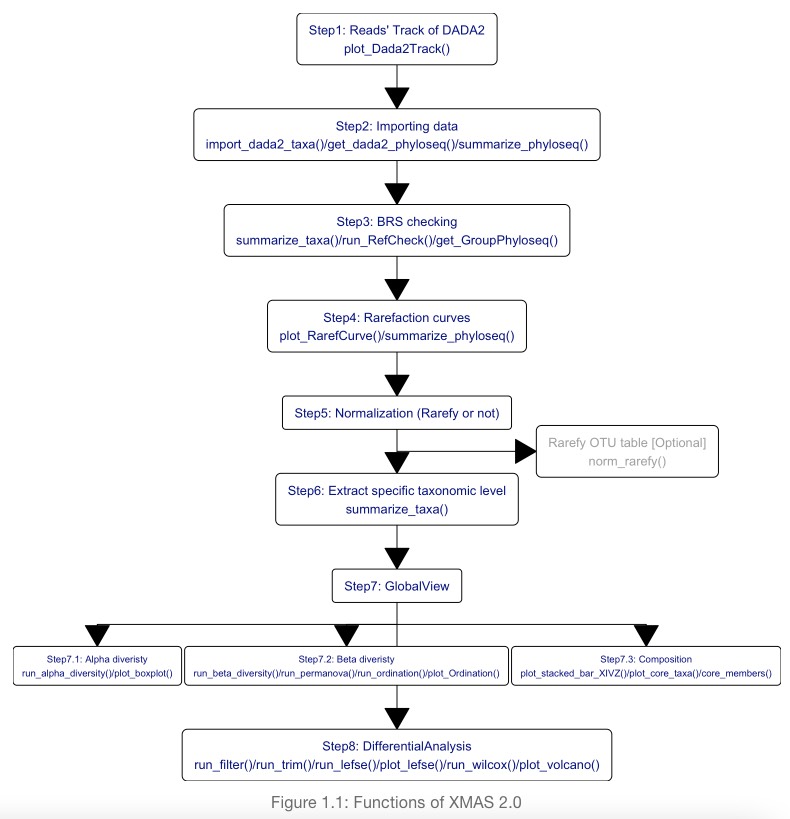 Step1: Reads' Track of DADA2
plot_Dada2Track()
Step2: Importing data
import_dada2_taxa()/get_dada2_phyloseq()/summarize_phyloseq()
Step3: BRS checking
summarize_taxa()/run_RefCheck()/get_GroupPhyloseq()
Step4: Rarefaction curves
plot_RarefCurve()/summarize_phyloseq()
Step5: Normalization (Rarefy or not)
Rarefy OTU table [Optional]
norm_rarefy()
Step6: Extract specific taxonomic level
summarize_taxa()
Step7: GlobalView
Step7.1: Alpha diveristy
run_alpha_diversity()/plot_boxplot()
Step7.2: Beta diveristy
run_beta_diversity()/run_permanova()/run_ordination()/plot_Ordination()
Step7.3: Composition
plot_stacked_bar_XIVZ()/plot_core_taxa()/core_members()
Step8: DifferentialAnalysis
run_filter()/run_trim()/run_lefse()/plot_lefse()/run_wilcox()/plot_volcano()
Figure 1.1: Functions of XMAS 2.0